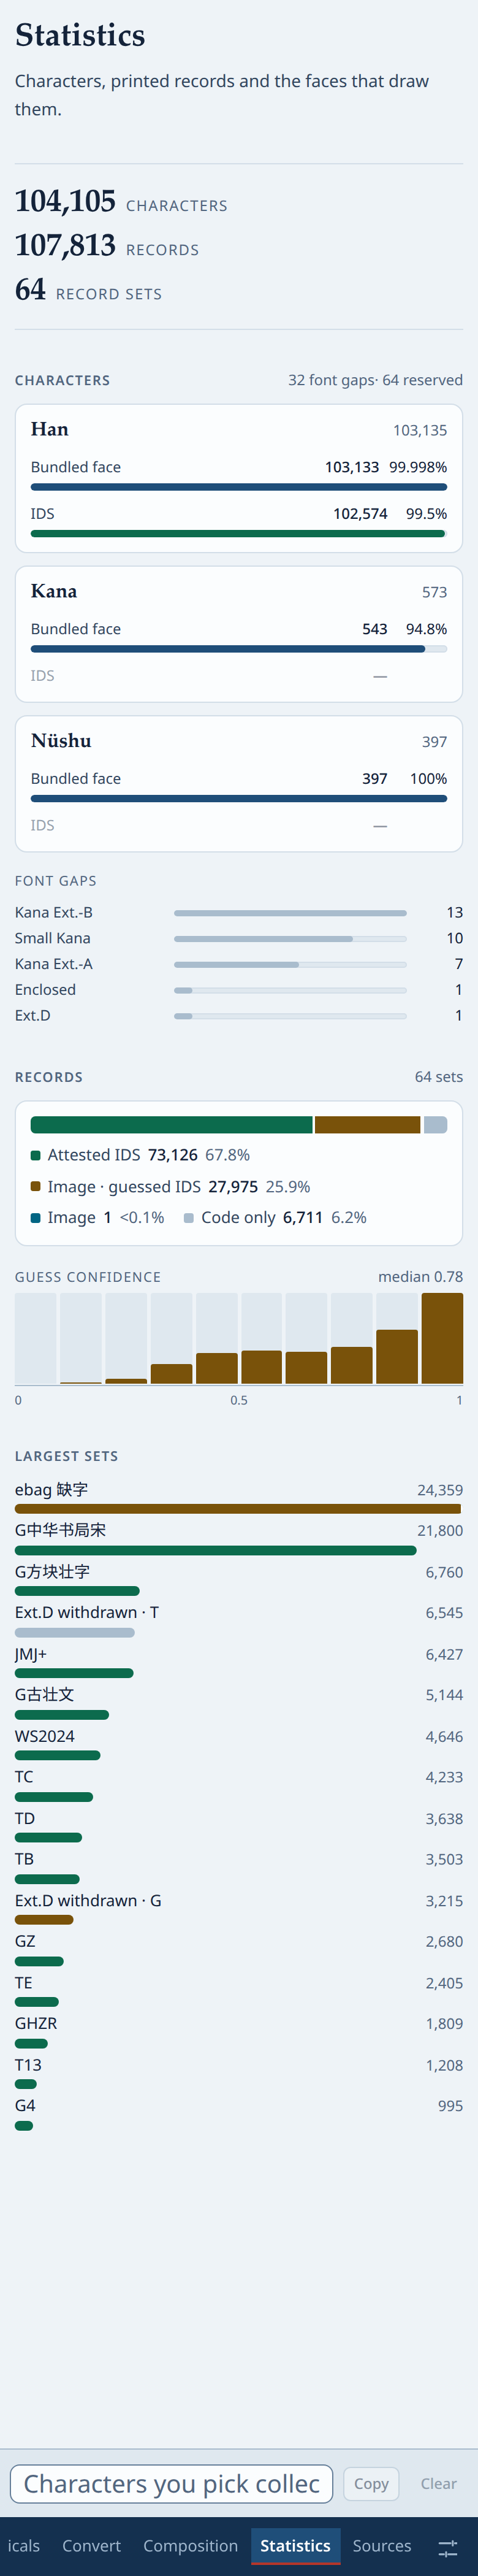 Statistics
Characters, printed records and the faces that draw
them.
104,105 CHARACTERS
107,813 RECORDS
64 RECORD SETS
CHARACTERS 32 font gaps· 64 reserved
Han 103,135
Bundled face 103,133 99.998%
IDS 102,574 99.5%
Kana 573
Bundled face 543 94.8%
IDS —
Nüshu 397
Bundled face 397 100%
IDS —
FONT GAPS
Kana Ext.-B 13
Small Kana 10
Kana Ext.-A 7
Enclosed 1
Ext.D 1
RECORDS 64 sets
Attested IDS 73,126 67.8%
Image · guessed IDS 27,975 25.9%
Image 1 <0.1% Code only 6,711 6.2%
GUESS CONFIDENCE median 0.78
0 0.5 1
LARGEST SETS
ebag 缺字 24,359
G中华书局宋 21,800
G方块壮字 6,760
Ext.D withdrawn · T 6,545
JMJ+ 6,427
G古壮文 5,144
WS2024 4,646
TC 4,233
TD 3,638
TB 3,503
Ext.D withdrawn · G 3,215
GZ 2,680
TE 2,405
GHZR 1,809
T13 1,208
G4 995
Characters you pick collec Copy Clear
icals Convert Composition Statistics Sources